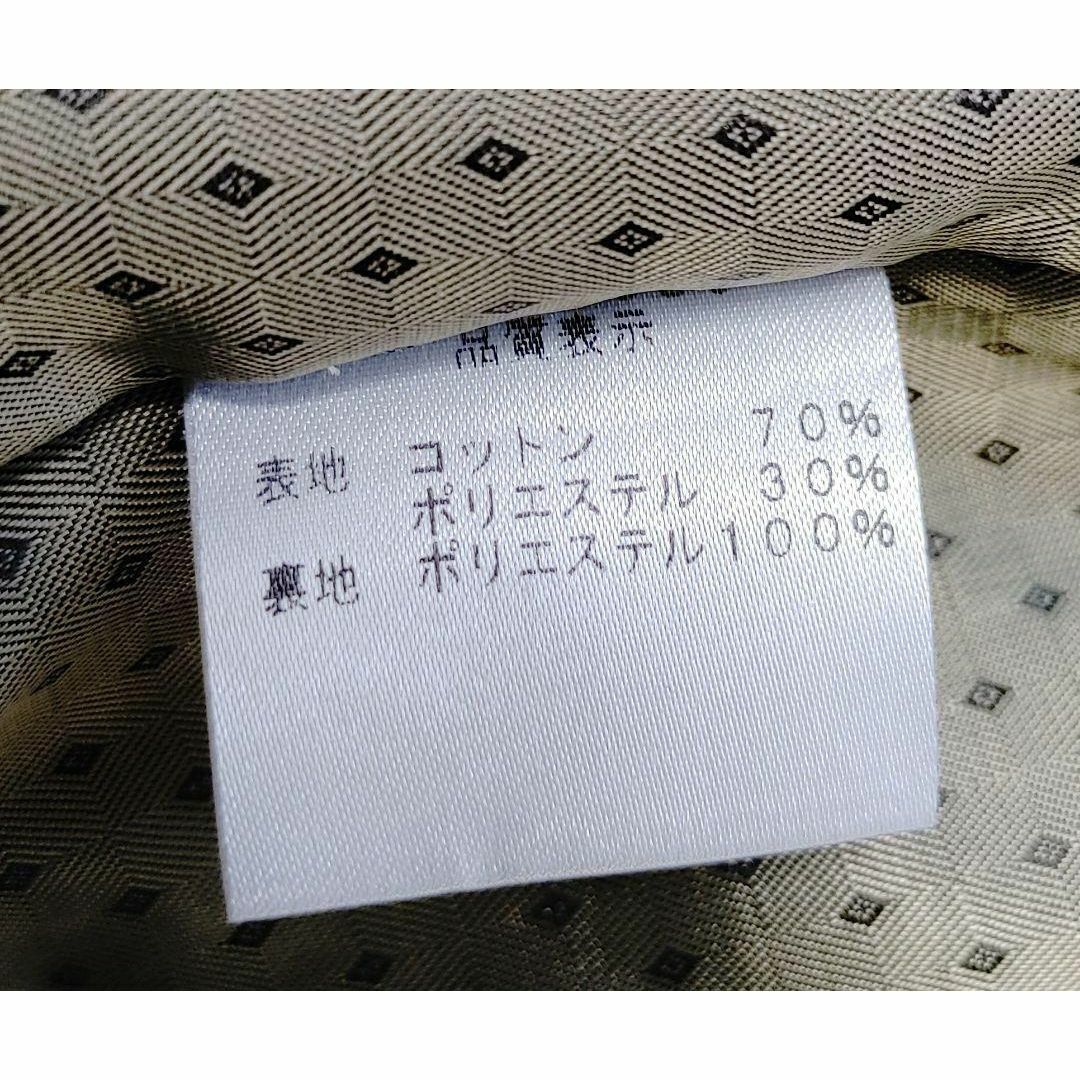 品質表示
表地 コットン 70%
ポリエステル 30%
裏地 ポリエステル100%